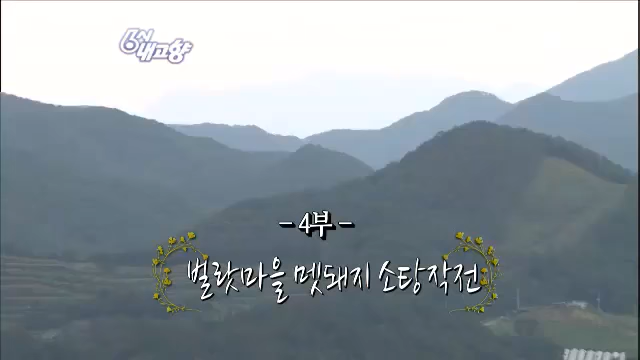 6시
내고향
- 4부 -
벌랏마을 멧돼지 소탕작전